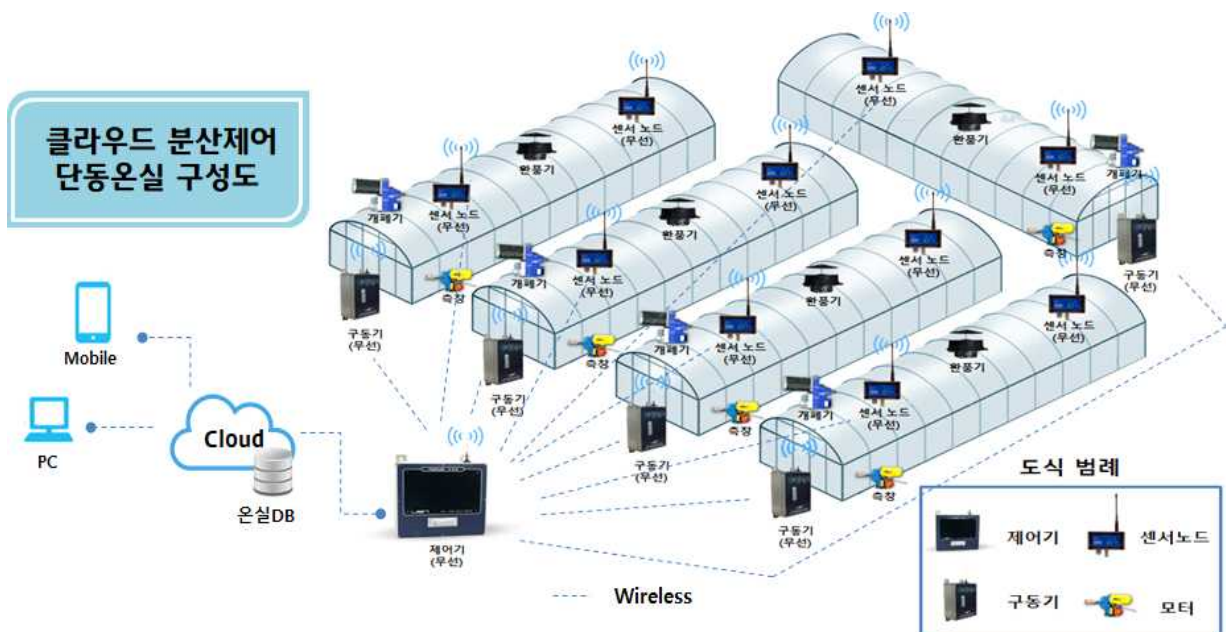 클라우드 분산제어
단동온실 구성도
센서 노드
(무선)
환풍기
센서 노드
(무선)
개폐기
측창
구동기
(무선)
센서 노드
(무선)
환풍기
센서 노드
(무선)
개폐기
측창
구동기
(무선)
센서 노드
(무선)
환풍기
센서 노드
(무선)
개폐기
측창
구동기
(무선)
센서 노드
(무선)
환풍기
센서 노드
(무선)
개폐기
측창
구동기
(무선)
센서 노드
(무선)
환풍기
센서 노드
(무선)
개폐기
측창
구동기
(무선)
Mobile
PC
Cloud
온실DB
제어기
(무선)
Wireless
도식 범례
제어기
센서노드
구동기
모터